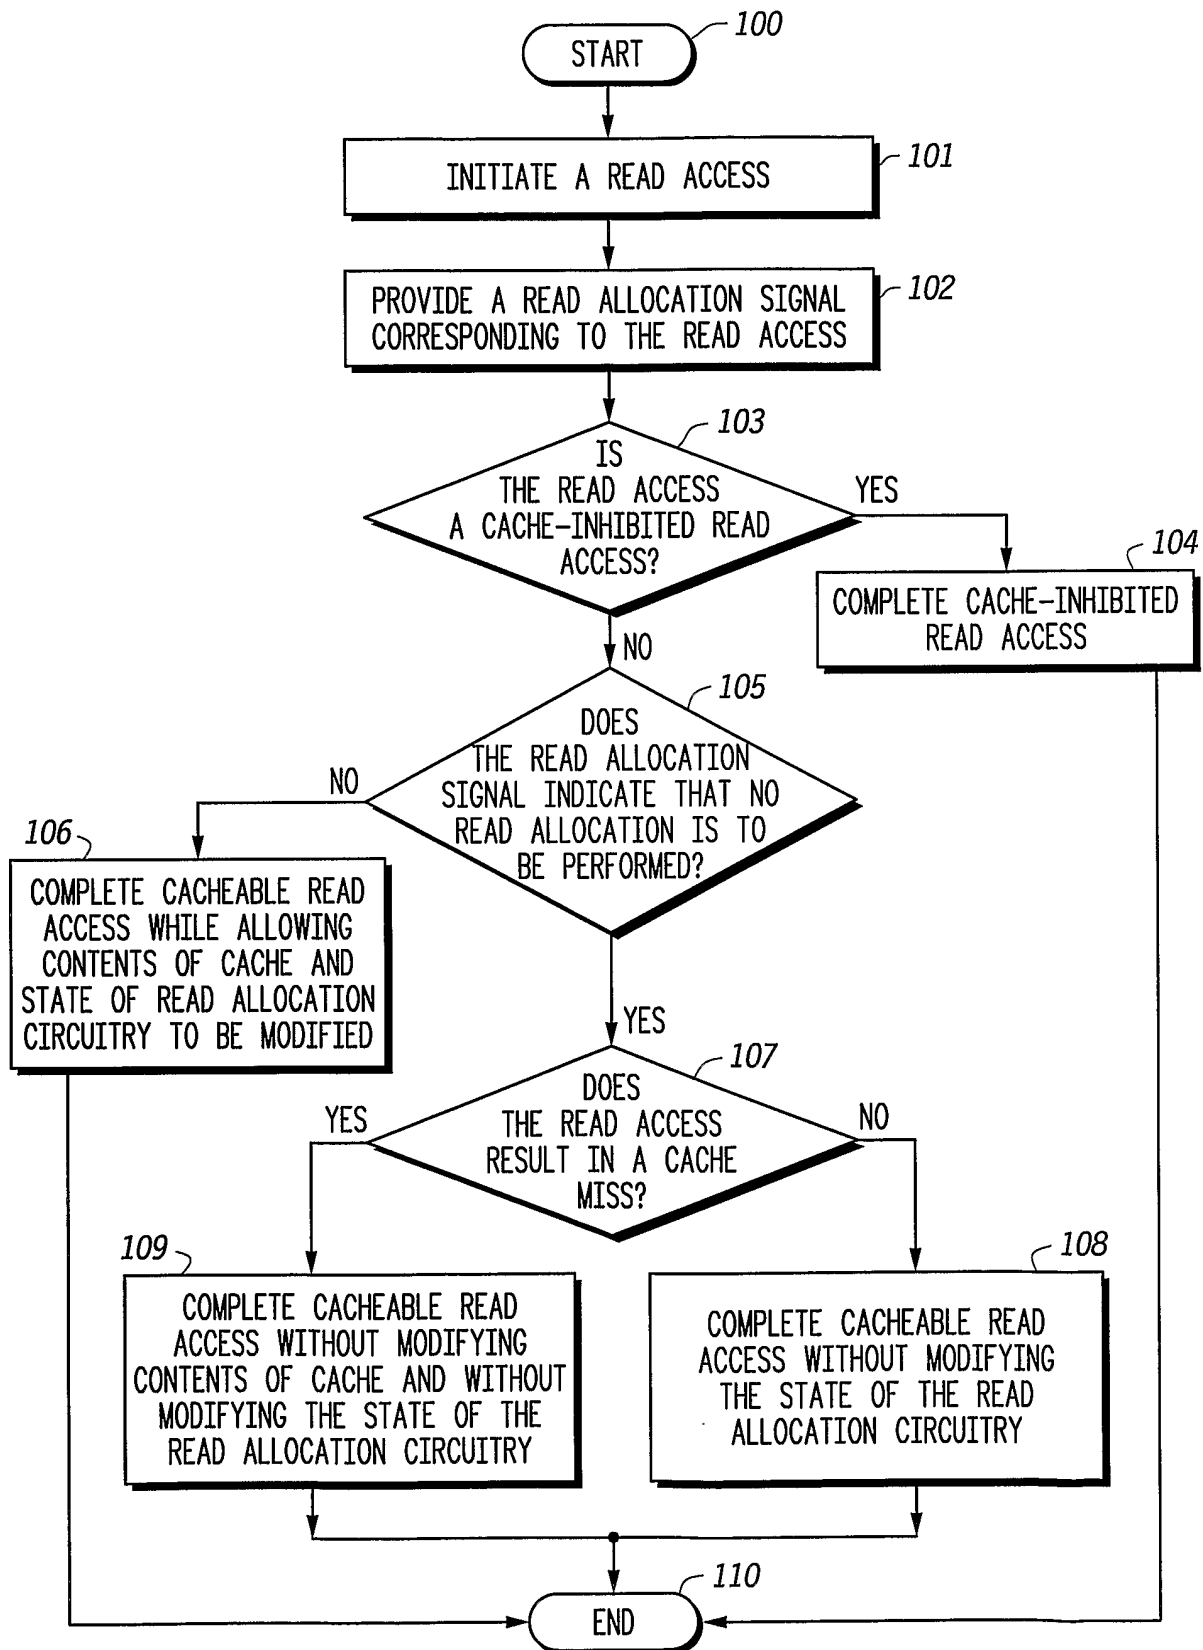 100
START
101
INITIATE A READ ACCESS
102
PROVIDE A READ ALLOCATION SIGNAL
CORRESPONDING TO THE READ ACCESS
103
IS
THE READ ACCESS
A CACHE-INHIBITED READ
ACCESS?
YES
104
COMPLETE CACHE-INHIBITED
READ ACCESS
NO
105
DOES
THE READ ALLOCATION
SIGNAL INDICATE THAT NO
READ ALLOCATION IS TO
BE PERFORMED?
NO
106
COMPLETE CACHEABLE READ
ACCESS WHILE ALLOWING
CONTENTS OF CACHE AND
STATE OF READ ALLOCATION
CIRCUITRY TO BE MODIFIED
YES
107
DOES
THE READ ACCESS
RESULT IN A CACHE
MISS?
YES
NO
109
COMPLETE CACHEABLE READ
ACCESS WITHOUT MODIFYING
CONTENTS OF CACHE AND WITHOUT
MODIFYING THE STATE OF THE
READ ALLOCATION CIRCUITRY
108
COMPLETE CACHEABLE READ
ACCESS WITHOUT MODIFYING
THE STATE OF THE READ
ALLOCATION CIRCUITRY
110
END